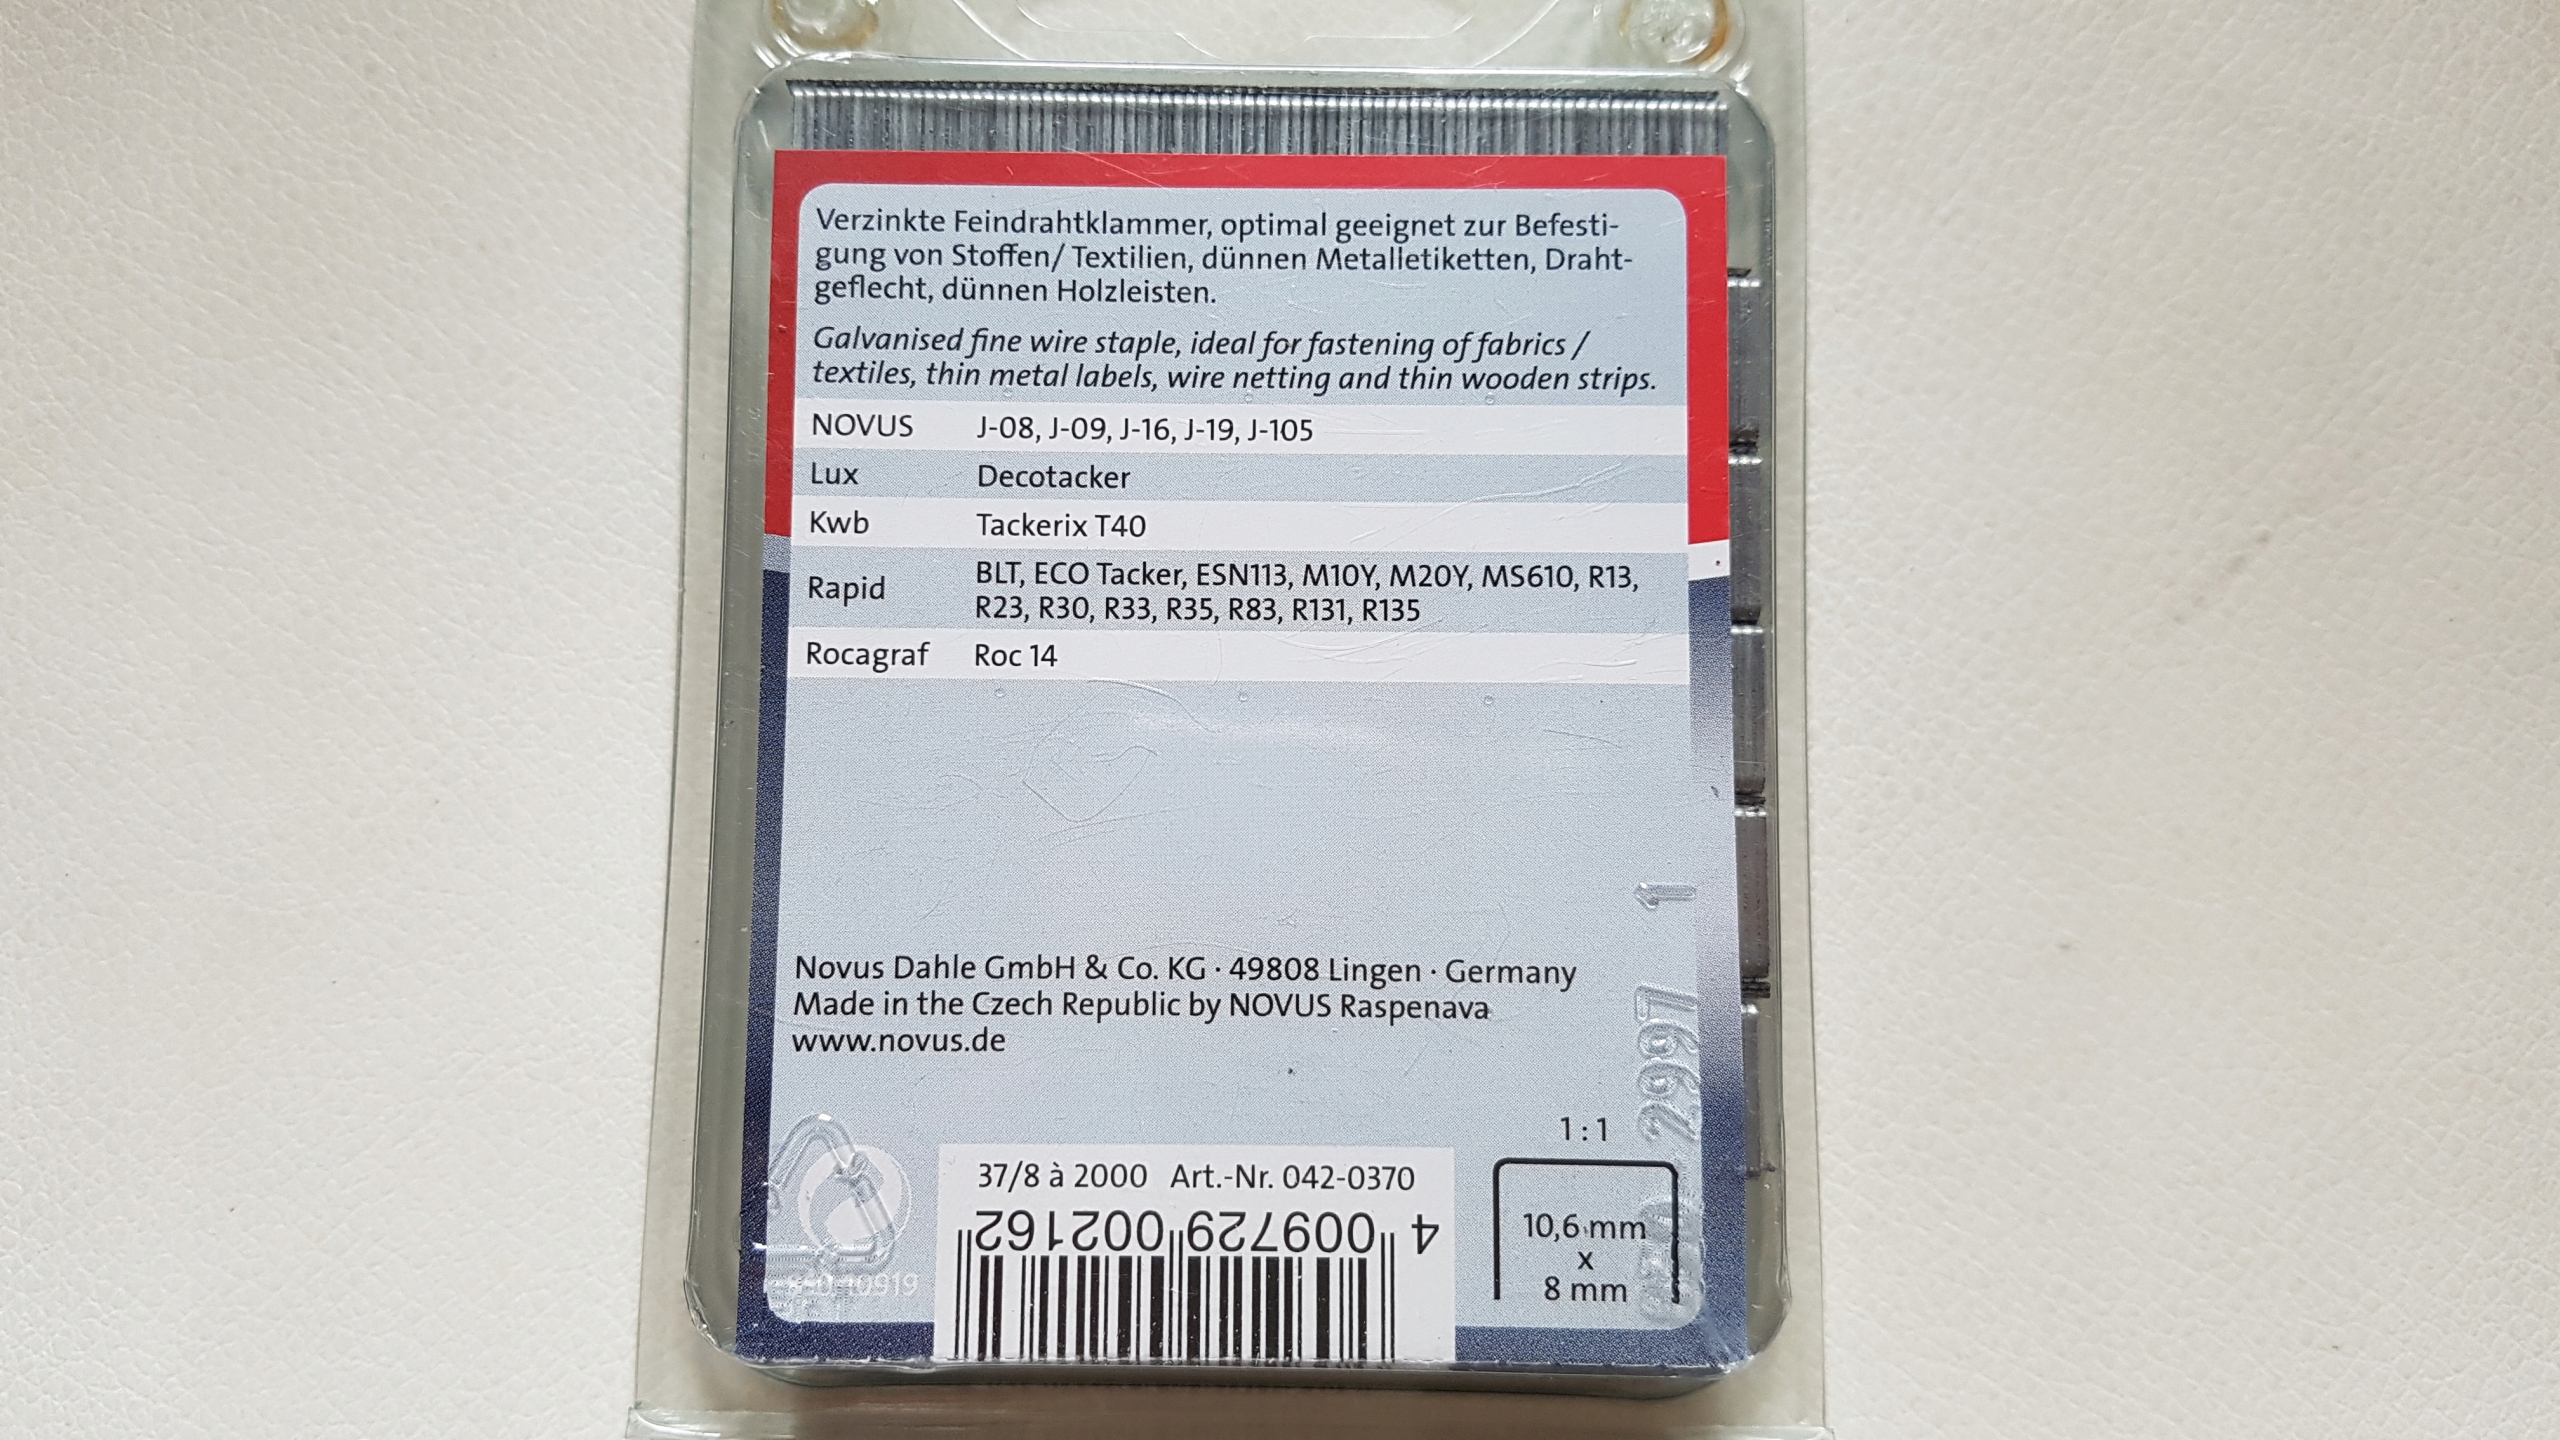 Verzinkte Feindrahtklammer, optimal geeignet zur Befesti-
gung von Stoffen/ Textilien, dünnen Metalletiketten, Draht-
geflecht, dünnen Holzleisten.
Galvanised fine wire staple, ideal for fastening of fabrics /
textiles, thin metal labels, wire netting and thin wooden strips.
NOVUS J-08, J-09, J-16, J-19, J-105
Lux Decotacker
Kwb Tackerix T40
Rapid BLT, ECO Tacker, ESN113, M10Y, M20Y, MS610, R13,
R23, R30, R33, R35, R83, R131, R135
Rocagraf Roc 14
Novus Dahle GmbH & Co. KG · 49808 Lingen · Germany
Made in the Czech Republic by NOVUS Raspenava
www.novus.de
2997 1
1:1
37/8 à 2000 Art.-Nr. 042-0370
4 009729 002162
10,6 mm
x
8 mm